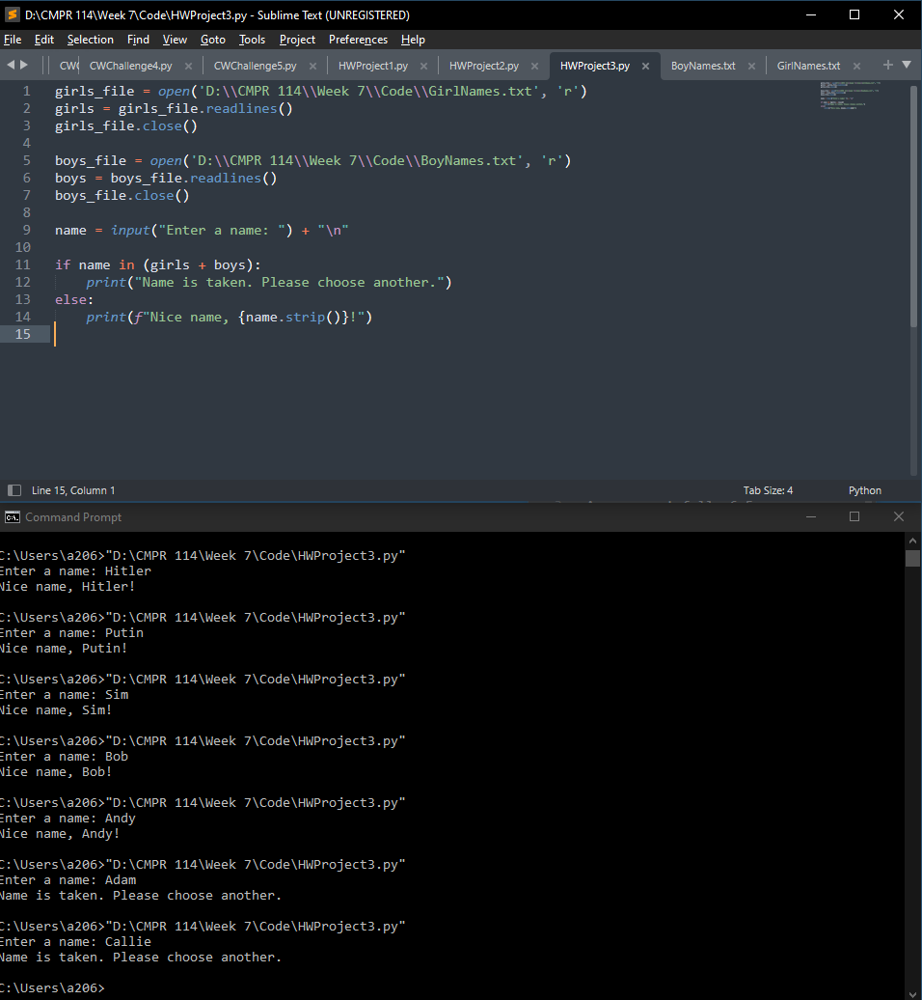 D:\CMPR 114\Week 7\Code\HWProject3.py - Sublime Text (UNREGISTERED)
File Edit Selection Find View Goto Tools Project Preferences Help
CWC CWChallenge4.py × CWChallenge5.py × HWProject1.py × HWProject2.py × HWProject3.py × BoyNames.txt × GirlNames.txt × +
1 girls_file = open('D:\\CMPR 114\\Week 7\\Code\\GirlNames.txt', 'r')
2 girls = girls_file.readlines()
3 girls_file.close()
4
5 boys_file = open('D:\\CMPR 114\\Week 7\\Code\\BoyNames.txt', 'r')
6 boys = boys_file.readlines()
7 boys_file.close()
8
9 name = input("Enter a name: ") + "\n"
10
11 if name in (girls + boys):
12     print("Name is taken. Please choose another.")
13 else:
14     print(f"Nice name, {name.strip()}!")
15
Line 15, Column 1 Tab Size: 4 Python
Command Prompt
C:\Users\a206>"D:\CMPR 114\Week 7\Code\HWProject3.py"
Enter a name: Hitler
Nice name, Hitler!
C:\Users\a206>"D:\CMPR 114\Week 7\Code\HWProject3.py"
Enter a name: Putin
Nice name, Putin!
C:\Users\a206>"D:\CMPR 114\Week 7\Code\HWProject3.py"
Enter a name: Sim
Nice name, Sim!
C:\Users\a206>"D:\CMPR 114\Week 7\Code\HWProject3.py"
Enter a name: Bob
Nice name, Bob!
C:\Users\a206>"D:\CMPR 114\Week 7\Code\HWProject3.py"
Enter a name: Andy
Nice name, Andy!
C:\Users\a206>"D:\CMPR 114\Week 7\Code\HWProject3.py"
Enter a name: Adam
Name is taken. Please choose another.
C:\Users\a206>"D:\CMPR 114\Week 7\Code\HWProject3.py"
Enter a name: Callie
Name is taken. Please choose another.
C:\Users\a206>